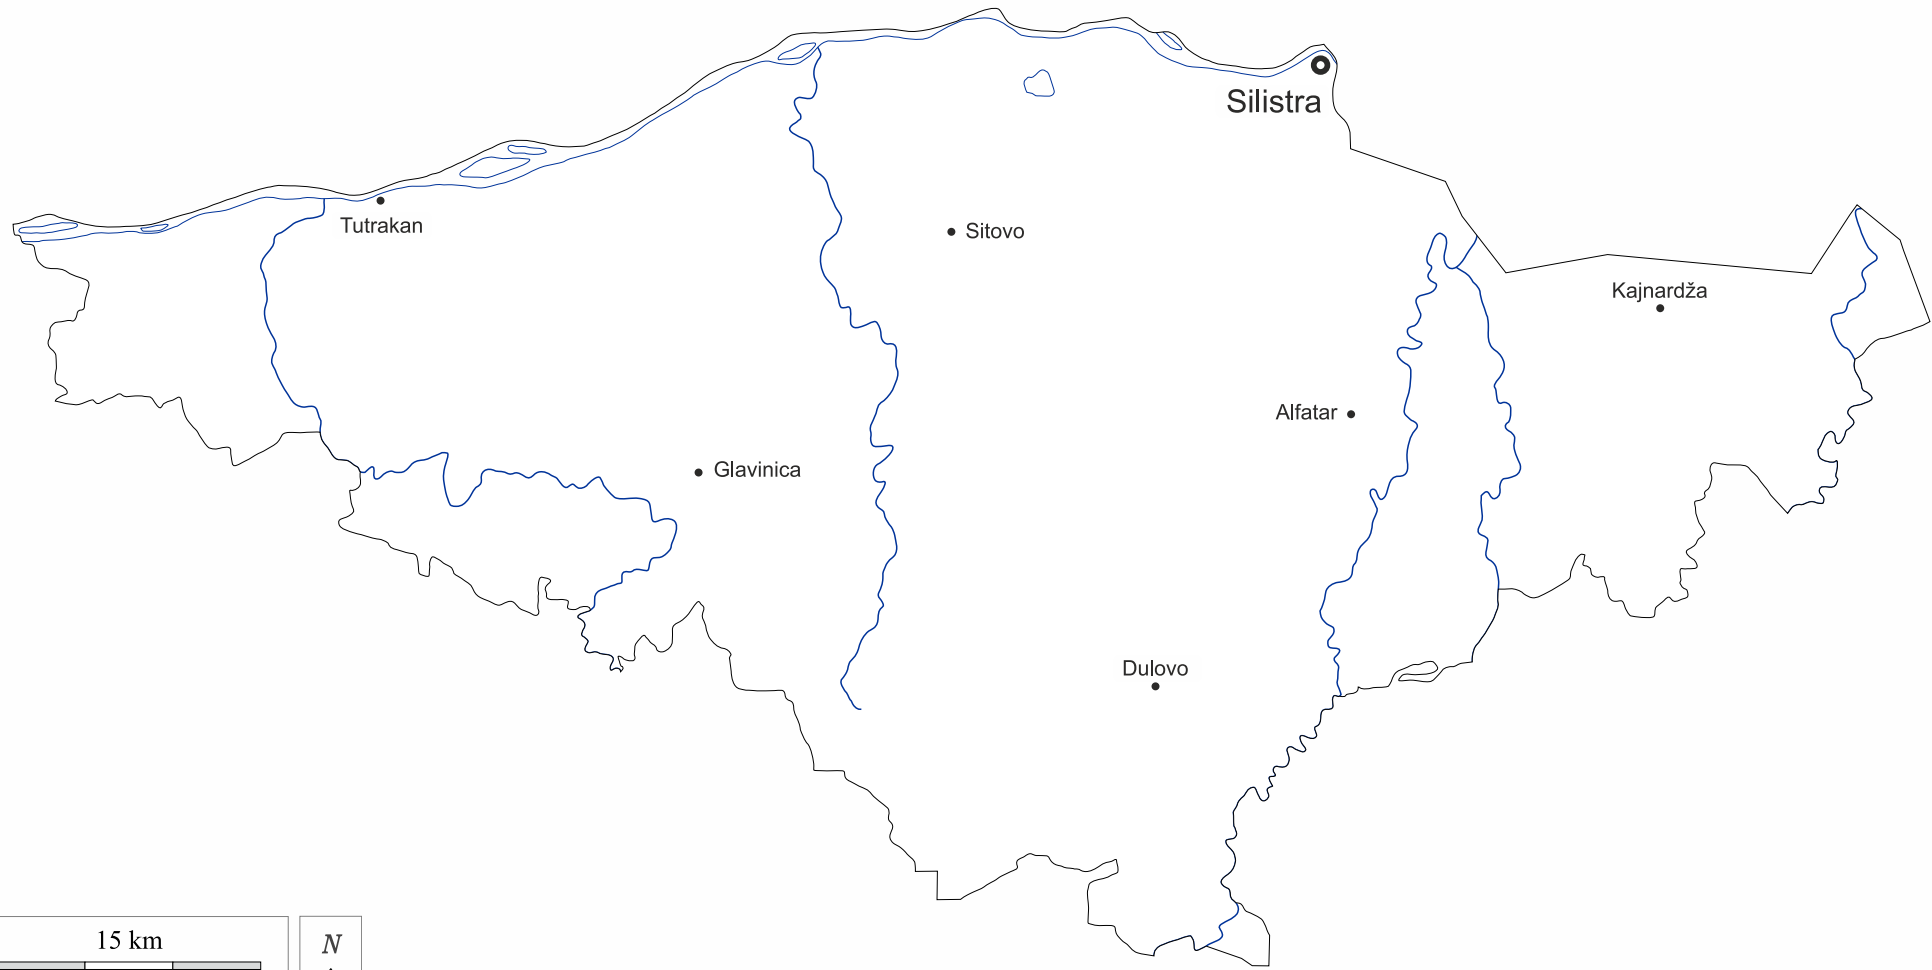 Silistra
Tutrakan
Sitovo
Kajnardža
Alfatar
Glavinica
Dulovo
15 km
N